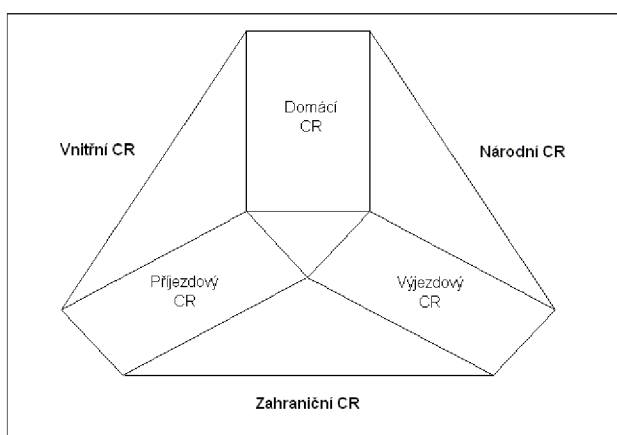 Domácí
CR
Vnitřní CR
Národní CR
Příjezdový
CR
Výjezdový
CR
Zahraniční CR